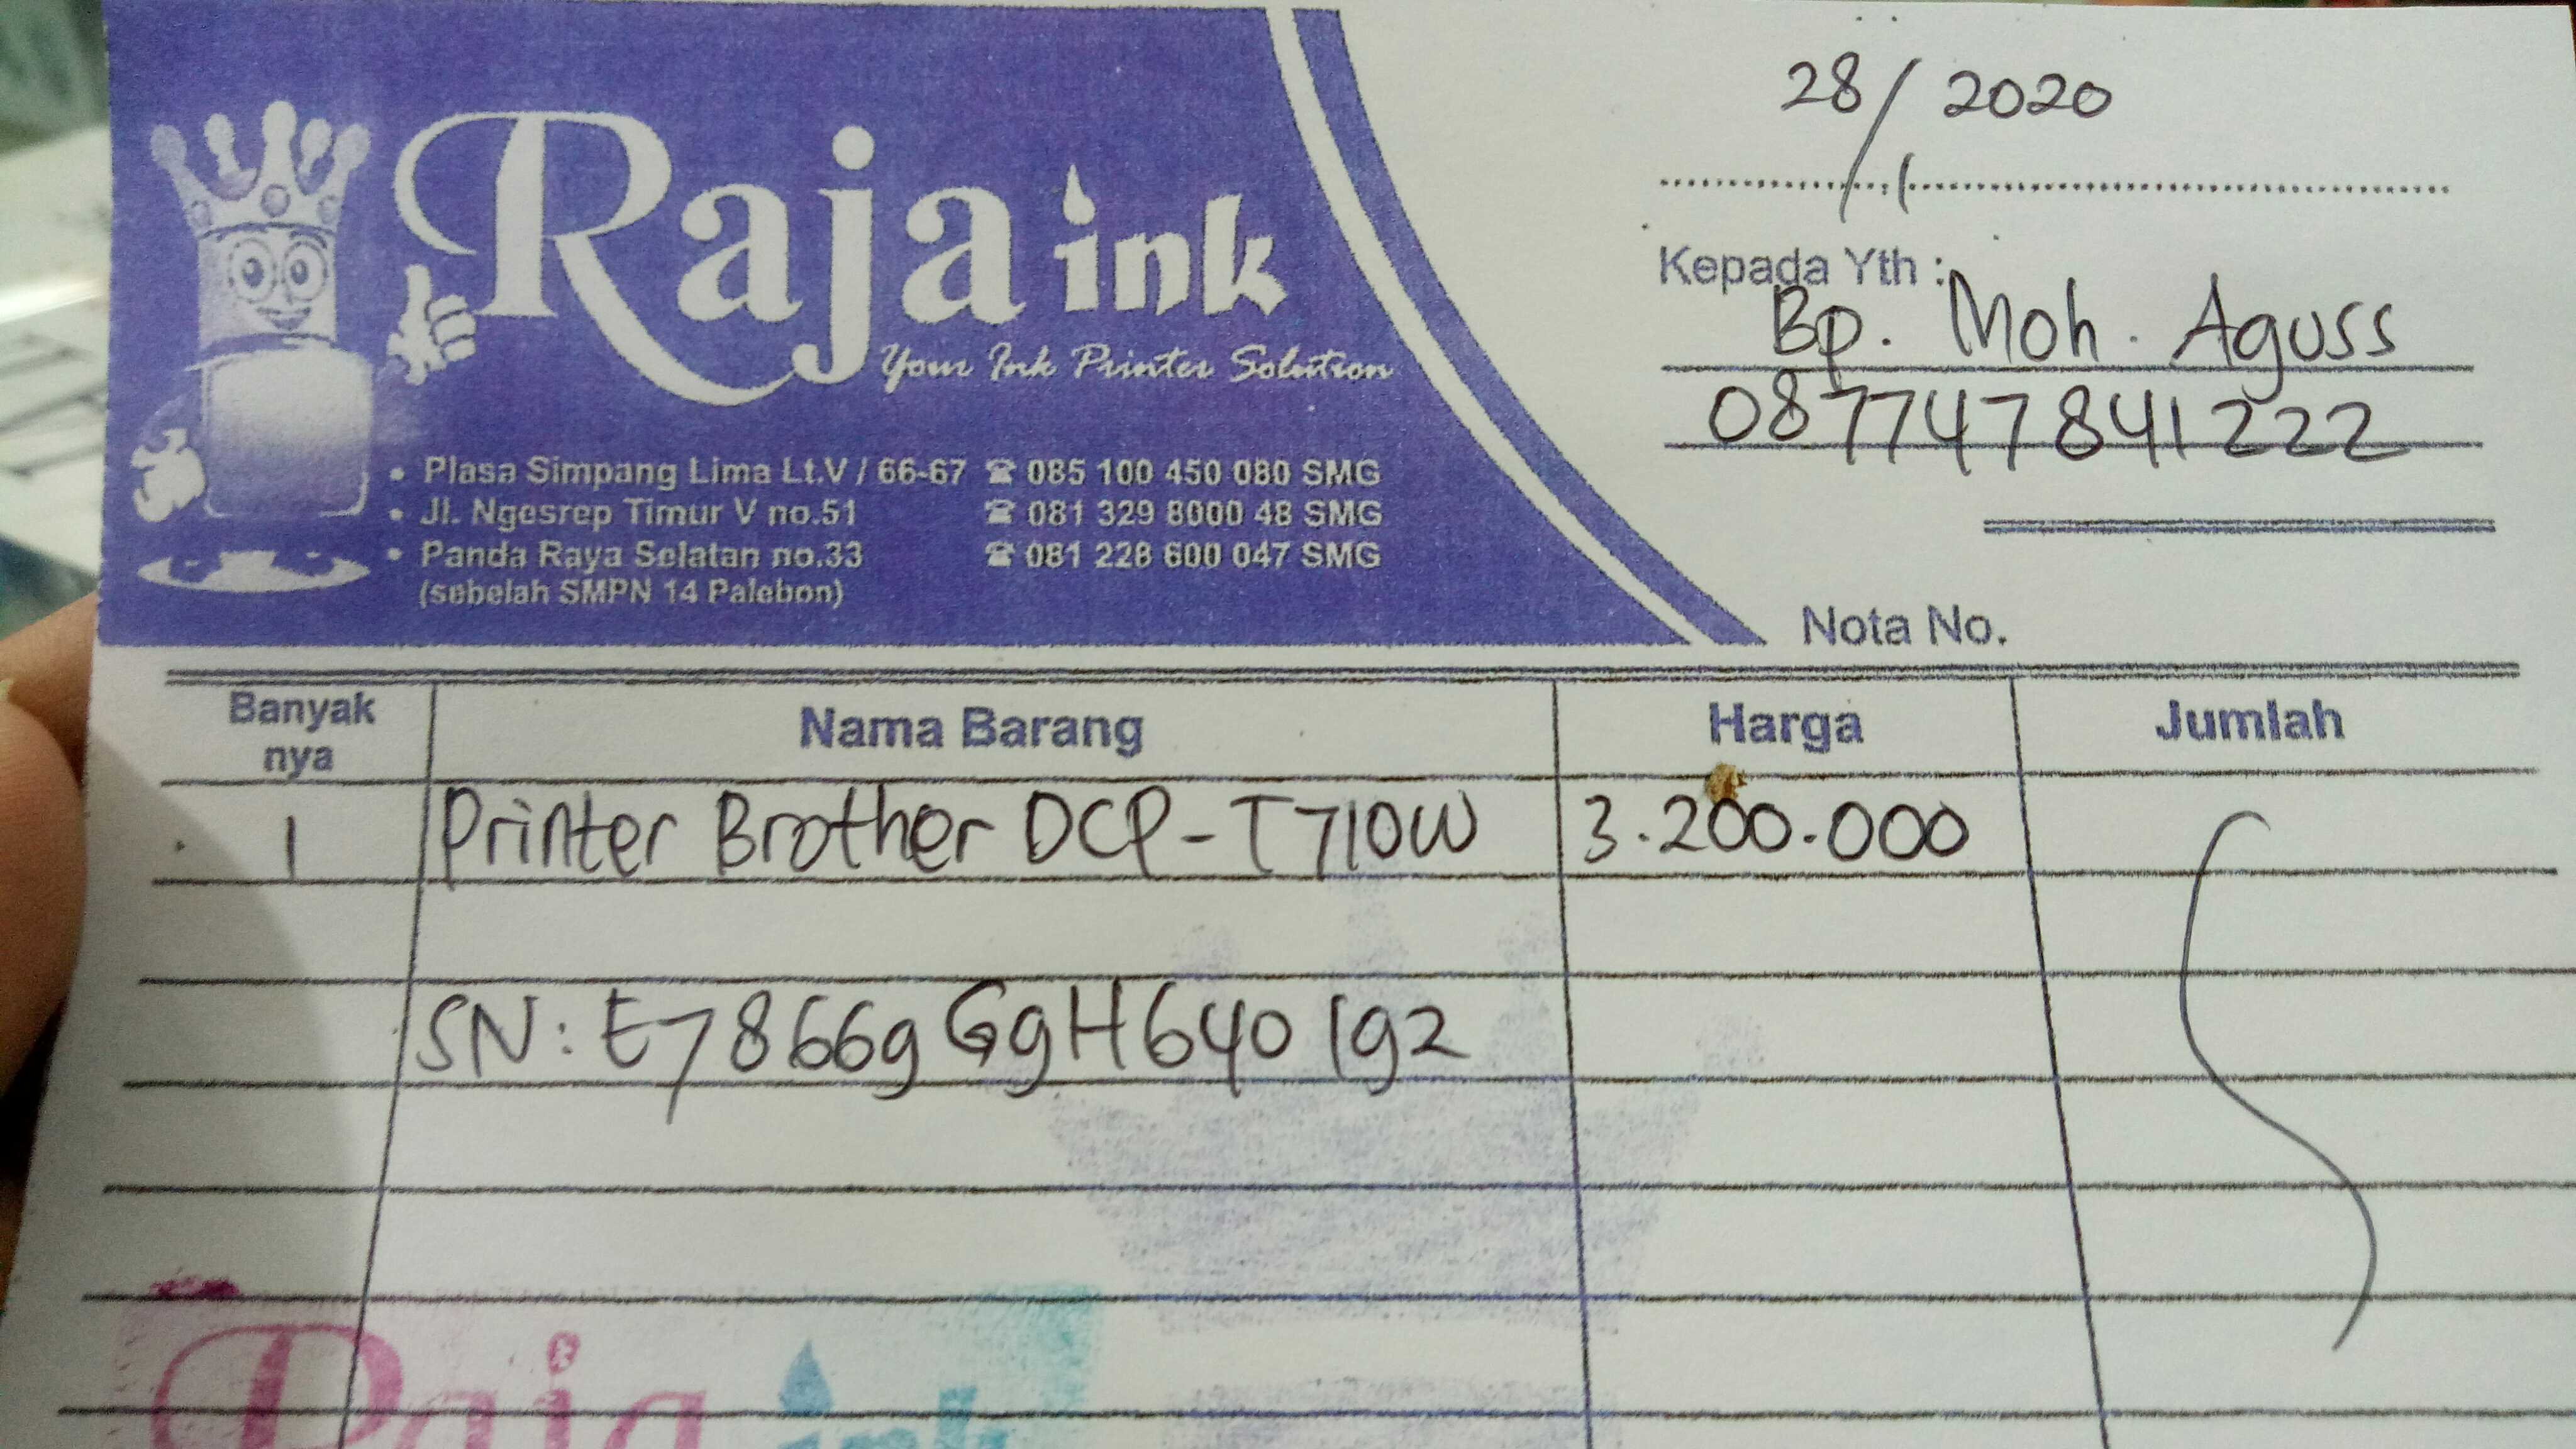 Raja ink
Your Ink Printer Solution
• Plasa Simpang Lima Lt.V / 66-67 ☎ 085 100 450 080 SMG
• Jl. Ngesrep Timur V no.51 ☎ 081 329 8000 48 SMG
• Panda Raya Selatan no.33 ☎ 081 228 600 047 SMG
(sebelah SMPN 14 Palebon)
28/1 2020
Kepada Yth :
Bp. Moh. Aguss
087747841222
Nota No.
Banyak nya Nama Barang Harga Jumlah
1 Printer Brother DCP-T710W 3.200.000
SN: E78669G9H640192
Raja ink